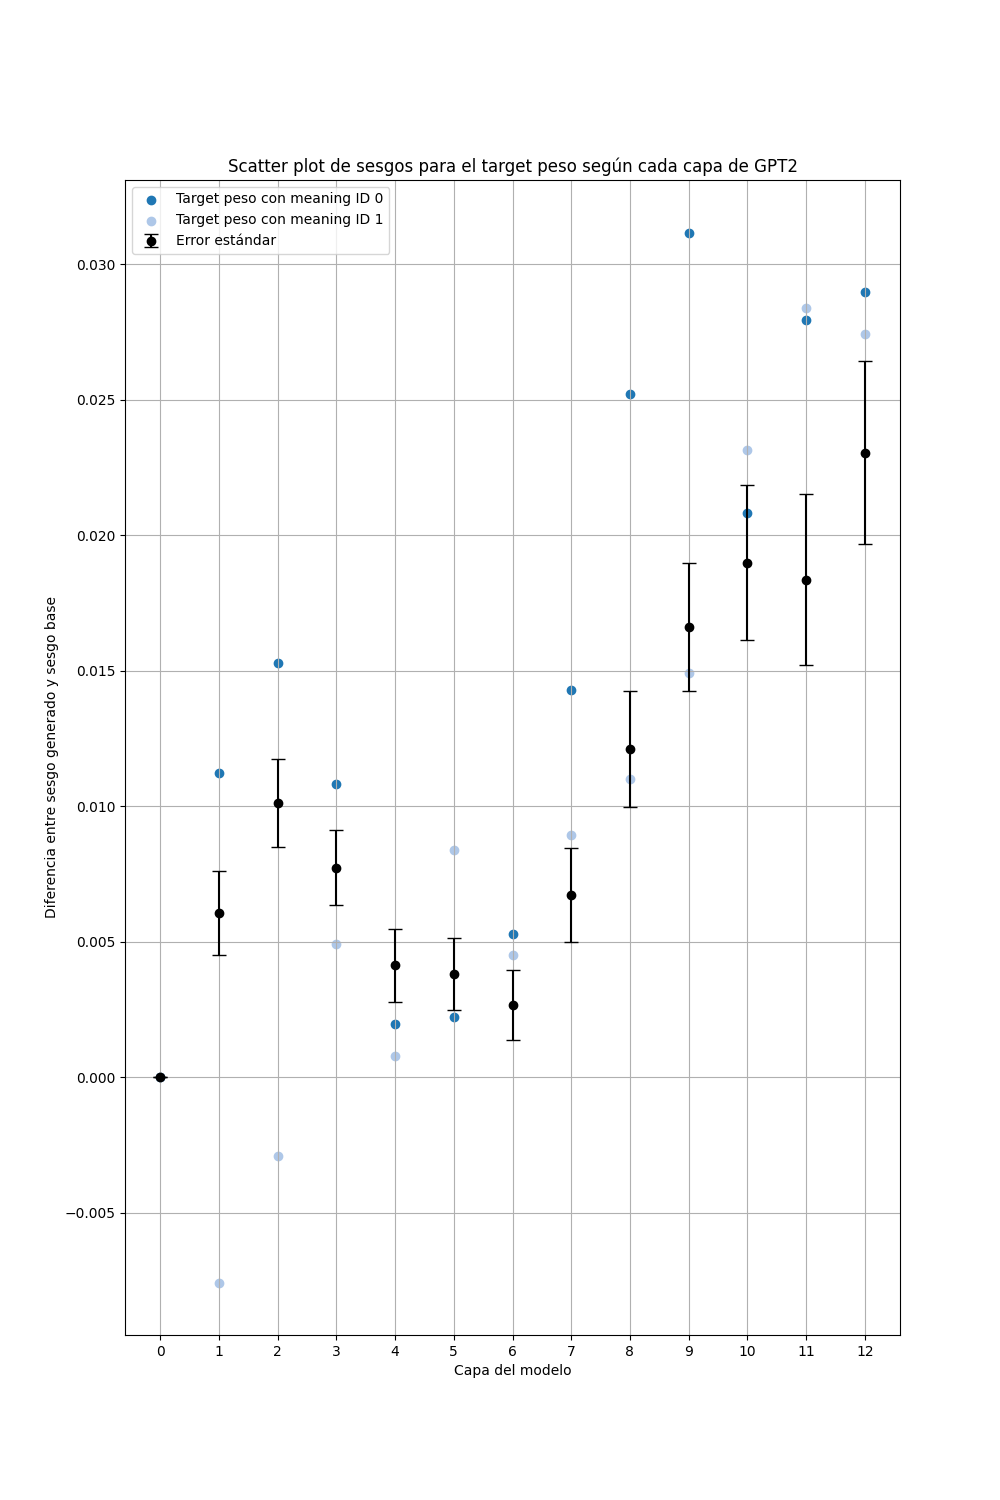 Scatter plot de sesgos para el target peso según cada capa de GPT2
Target peso con meaning ID 0
Target peso con meaning ID 1
Error estándar
0.030
0.025
0.020
0.015
0.010
0.005
0.000
−0.005
Diferencia entre sesgo generado y sesgo base
0 1 2 3 4 5 6 7 8 9 10 11 12
Capa del modelo